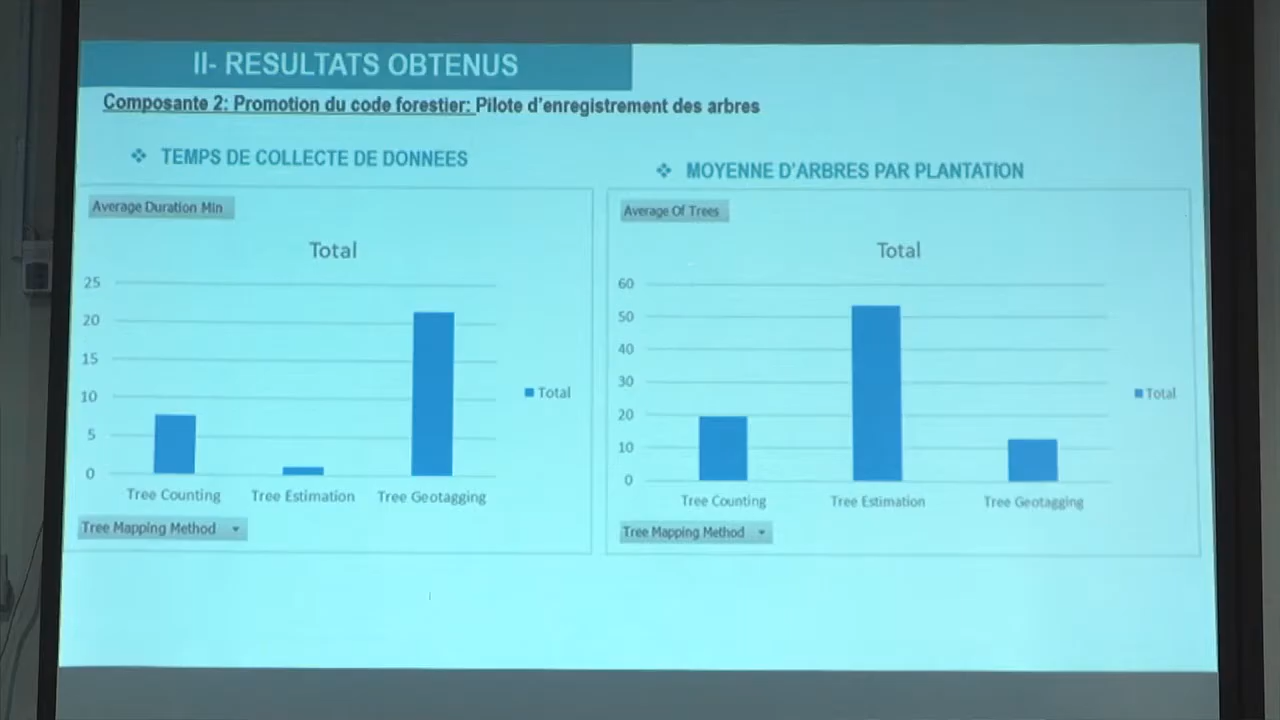 II- RESULTATS OBTENUS
Composante 2: Promotion du code forestier: Pilote d'enregistrement des arbres
❖ TEMPS DE COLLECTE DE DONNEES
Average Duration Min
Total
25
20
15
10
5
0
Tree Counting Tree Estimation Tree Geotagging
Total
Tree Mapping Method
❖ MOYENNE D'ARBRES PAR PLANTATION
Average Of Trees
Total
60
50
40
30
20
10
0
Tree Counting Tree Estimation Tree Geotagging
Total
Tree Mapping Method